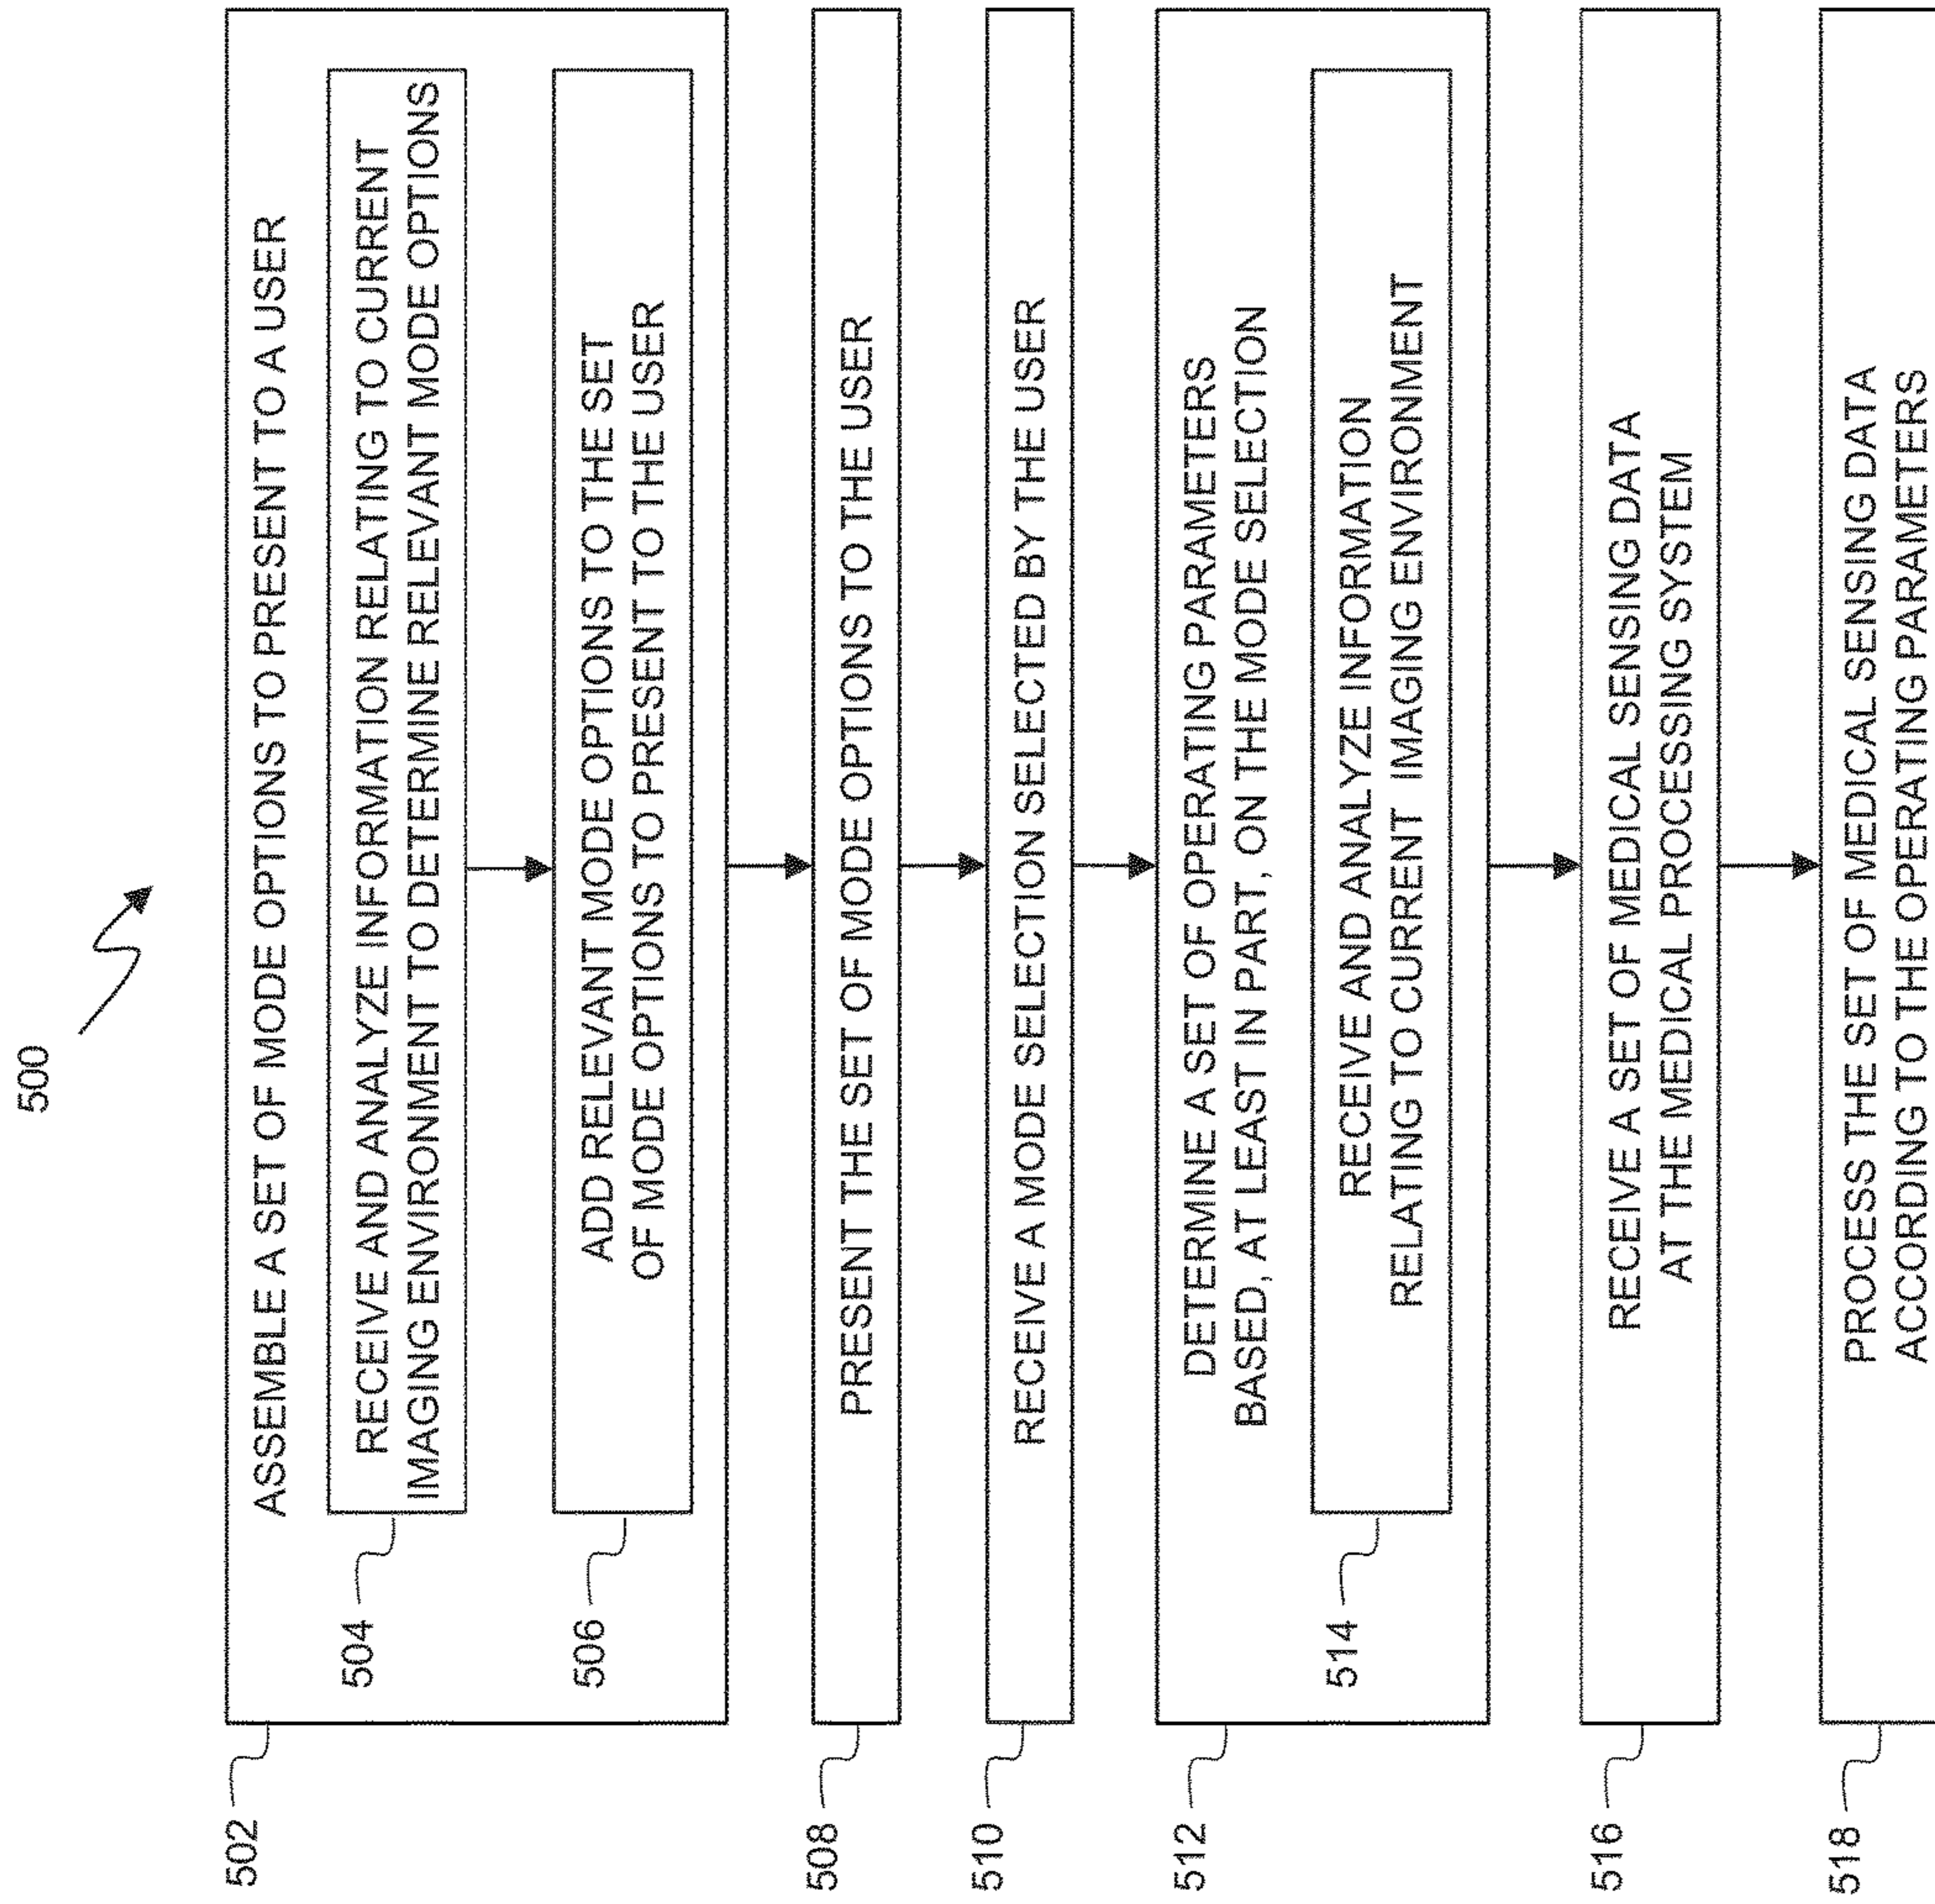 500
502
ASSEMBLE A SET OF MODE OPTIONS TO PRESENT TO A USER
504
RECEIVE AND ANALYZE INFORMATION RELATING TO CURRENT
IMAGING ENVIRONMENT TO DETERMINE RELEVANT MODE OPTIONS
506
ADD RELEVANT MODE OPTIONS TO THE SET
OF MODE OPTIONS TO PRESENT TO THE USER
508
PRESENT THE SET OF MODE OPTIONS TO THE USER
510
RECEIVE A MODE SELECTION SELECTED BY THE USER
512
DETERMINE A SET OF OPERATING PARAMETERS
BASED, AT LEAST IN PART, ON THE MODE SELECTION
514
RECEIVE AND ANALYZE INFORMATION
RELATING TO CURRENT IMAGING ENVIRONMENT
516
RECEIVE A SET OF MEDICAL SENSING DATA
AT THE MEDICAL PROCESSING SYSTEM
518
PROCESS THE SET OF MEDICAL SENSING DATA
ACCORDING TO THE OPERATING PARAMETERS